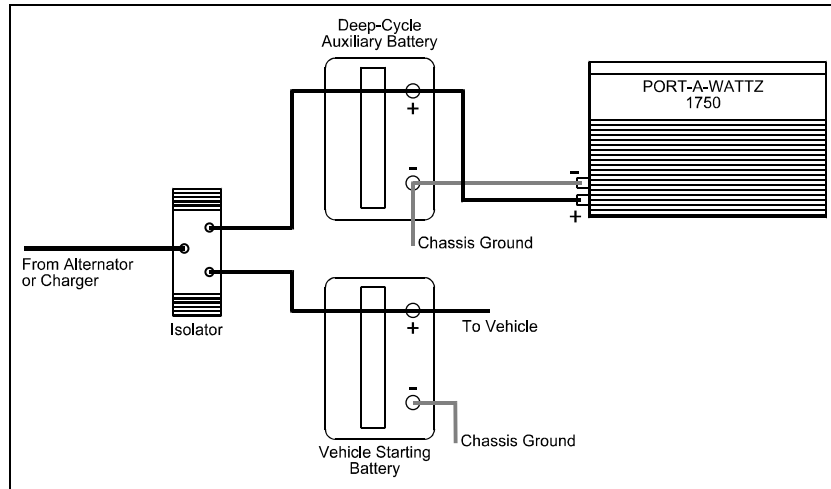 Deep-Cycle
Auxiliary Battery
PORT-A-WATTZ
1750
+
-
-
+
Chassis Ground
From Alternator
or Charger
Isolator
+
To Vehicle
-
Chassis Ground
Vehicle Starting
Battery